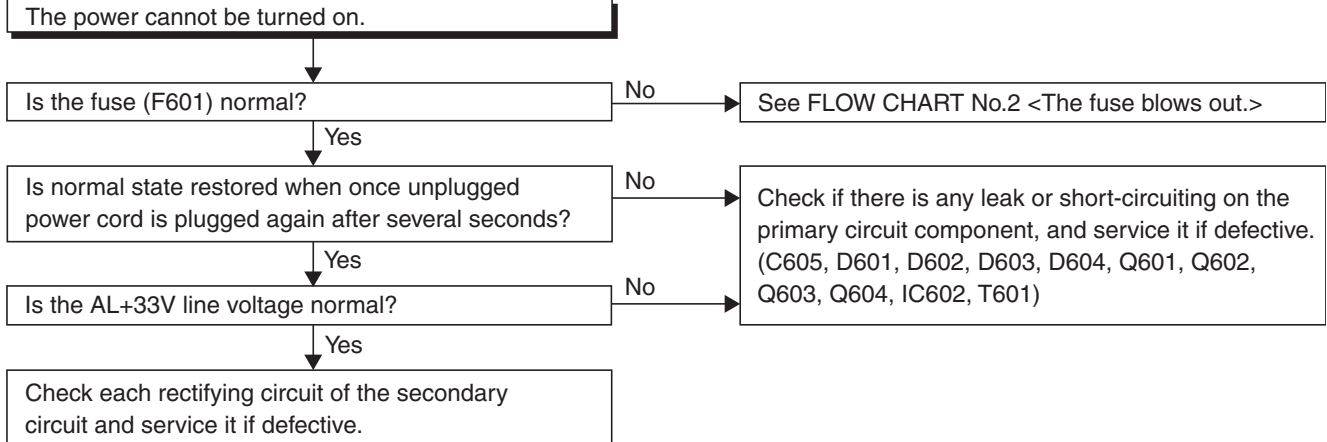 The power cannot be turned on.
Is the fuse (F601) normal?
No
See FLOW CHART No.2 <The fuse blows out.>
Yes
Is normal state restored when once unplugged
power cord is plugged again after several seconds?
No
Check if there is any leak or short-circuiting on the
primary circuit component, and service it if defective.
(C605, D601, D602, D603, D604, Q601, Q602,
Q603, Q604, IC602, T601)
Yes
Is the AL+33V line voltage normal?
No
Yes
Check each rectifying circuit of the secondary
circuit and service it if defective.